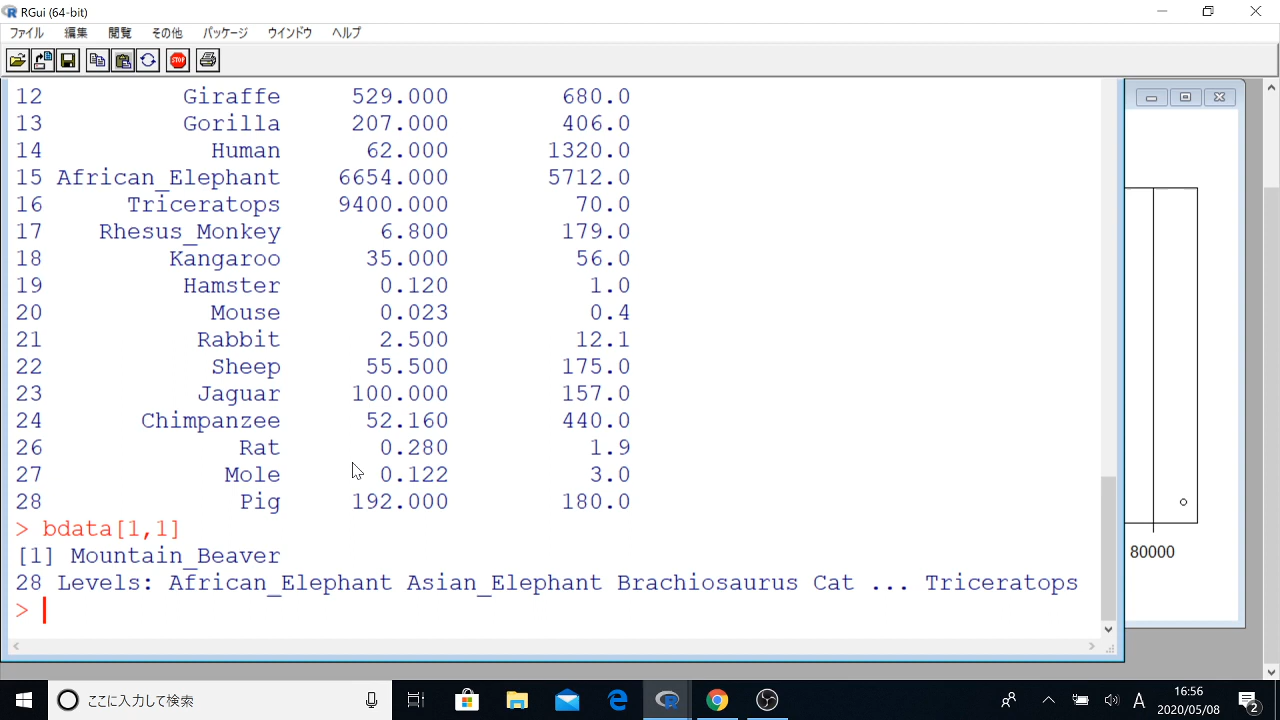 RGui (64-bit)
ファイル 編集 閲覧 その他 パッケージ ウインドウ ヘルプ
STOP
12 Giraffe 529.000 680.0
13 Gorilla 207.000 406.0
14 Human 62.000 1320.0
15 African_Elephant 6654.000 5712.0
16 Triceratops 9400.000 70.0
17 Rhesus_Monkey 6.800 179.0
18 Kangaroo 35.000 56.0
19 Hamster 0.120 1.0
20 Mouse 0.023 0.4
21 Rabbit 2.500 12.1
22 Sheep 55.500 175.0
23 Jaguar 100.000 157.0
24 Chimpanzee 52.160 440.0
26 Rat 0.280 1.9
27 Mole 0.122 3.0
28 Pig 192.000 180.0
> bdata[1,1]
[1] Mountain_Beaver
28 Levels: African_Elephant Asian_Elephant Brachiosaurus Cat ... Triceratops
>
80000
ここに入力して検索
A
16:56
2020/05/08
2